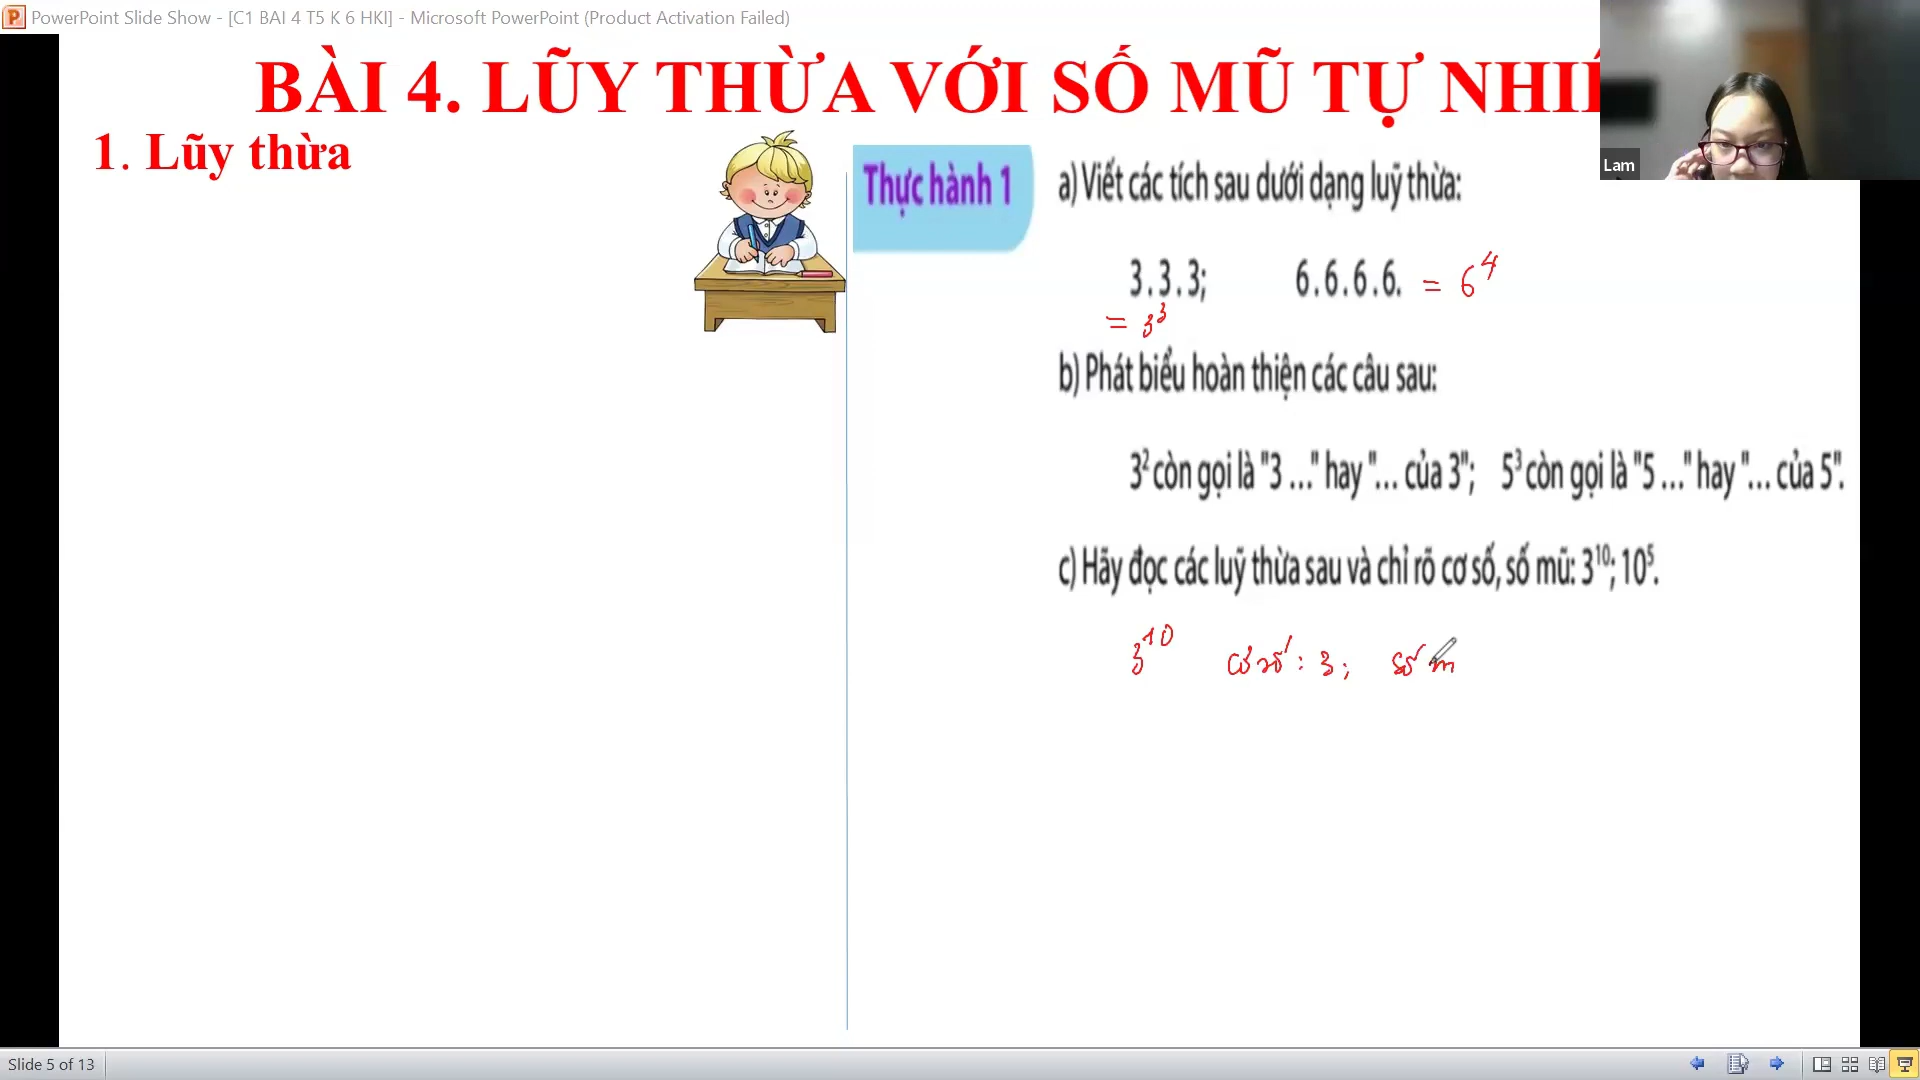 PowerPoint Slide Show - [C1 BAI 4 T5 K 6 HKI] - Microsoft PowerPoint (Product Activation Failed)
BÀI 4. LŨY THỪA VỚI SỐ MŨ TỰ NHI
Lam
1. Lũy thừa
Thực hành 1
a) Viết các tích sau dưới dạng luỹ thừa:
3.3.3; 6.6.6.6. = 6⁴
= 3³
b) Phát biểu hoàn thiện các câu sau:
3² còn gọi là "3 ..." hay "... của 3"; 5³ còn gọi là "5 ..." hay "... của 5".
c) Hãy đọc các luỹ thừa sau và chỉ rõ cơ số, số mũ: 3¹⁰; 10⁵.
3¹⁰ cơ số: 3; số m
Slide 5 of 13